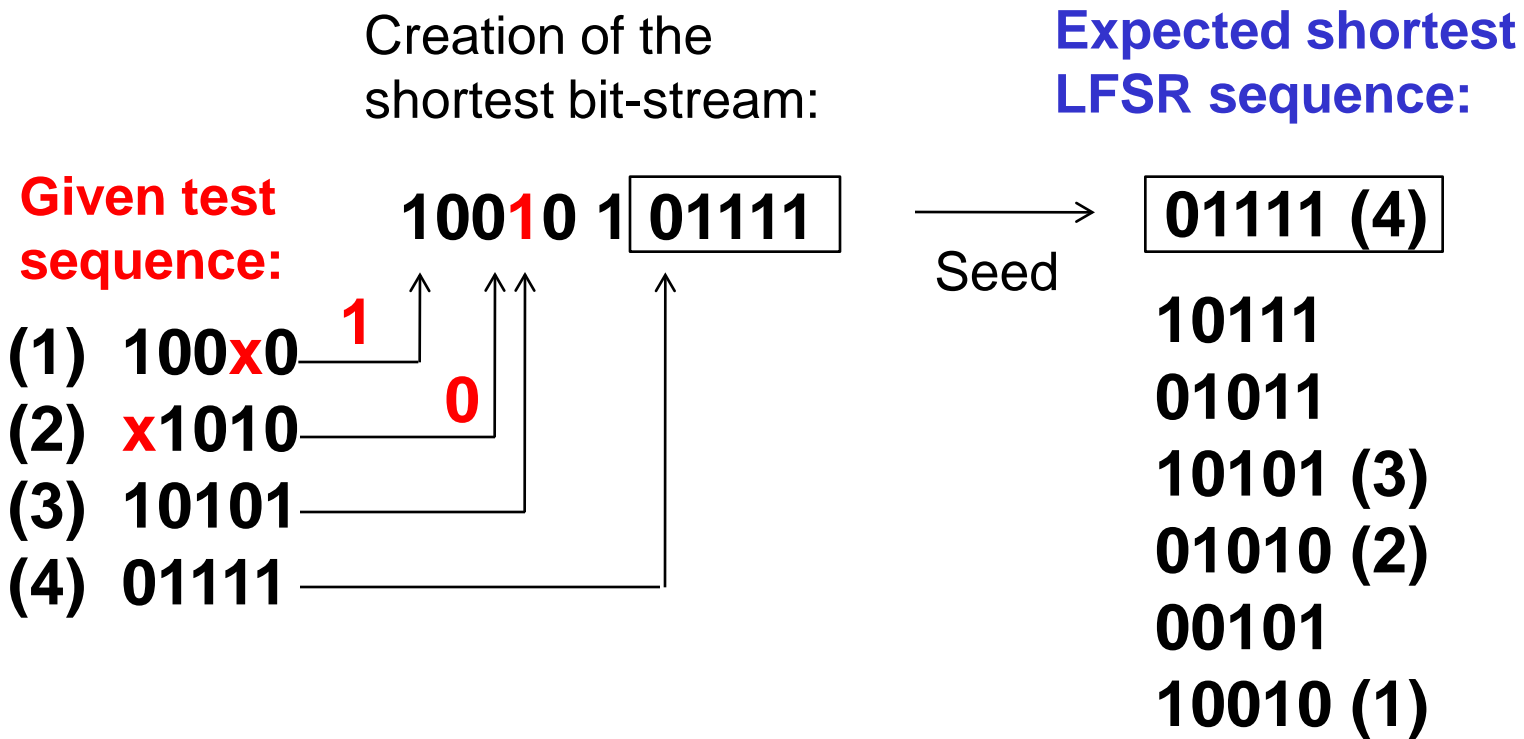 Creation of the
shortest bit-stream:
Expected shortest
LFSR sequence:
Given test
sequence:
10010 1 01111
Seed
01111 (4)
(1) 100x0
1
(2) x1010
0
(3) 10101
(4) 01111
10111
01011
10101 (3)
01010 (2)
00101
10010 (1)